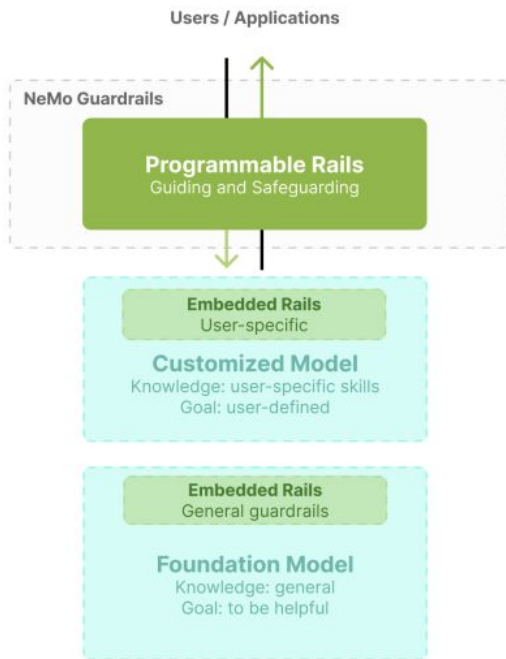 Users / Applications
NeMo Guardrails
Programmable Rails
Guiding and Safeguarding
Embedded Rails
User-specific
Customized Model
Knowledge: user-specific skills
Goal: user-defined
Embedded Rails
General guardrails
Foundation Model
Knowledge: general
Goal: to be helpful